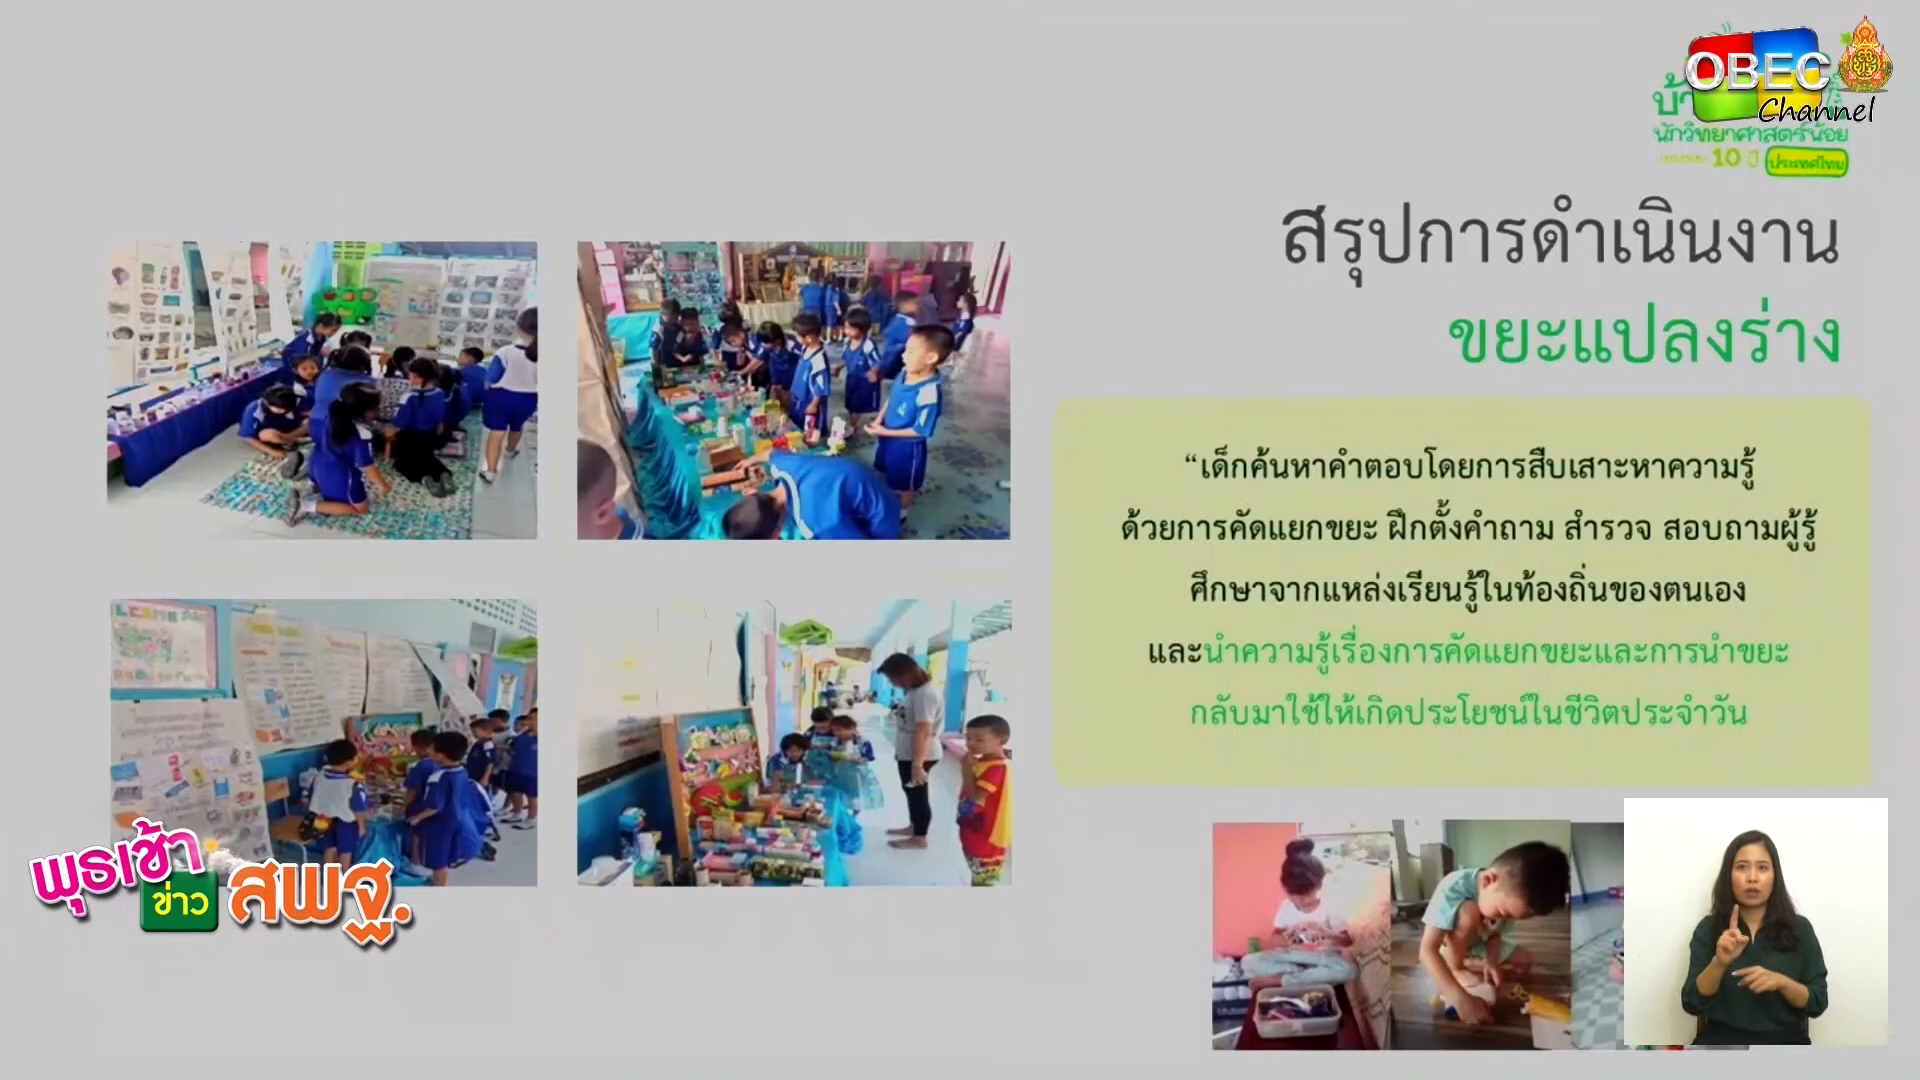 OBEC
Channel
นักวิทยาศาสตร์น้อย
10 ปี ประเทศไทย
สรุปการดำเนินงาน
ขยะแปลงร่าง
“เด็กค้นหาคำตอบโดยการสืบเสาะหาความรู้
ด้วยการคัดแยกขยะ ฝึกตั้งคำถาม สำรวจ สอบถามผู้รู้
ศึกษาจากแหล่งเรียนรู้ในท้องถิ่นของตนเอง
และนำความรู้เรื่องการคัดแยกขยะและการนำขยะ
กลับมาใช้ให้เกิดประโยชน์ในชีวิตประจำวัน
พุธเช้า
ข่าว สพฐ.